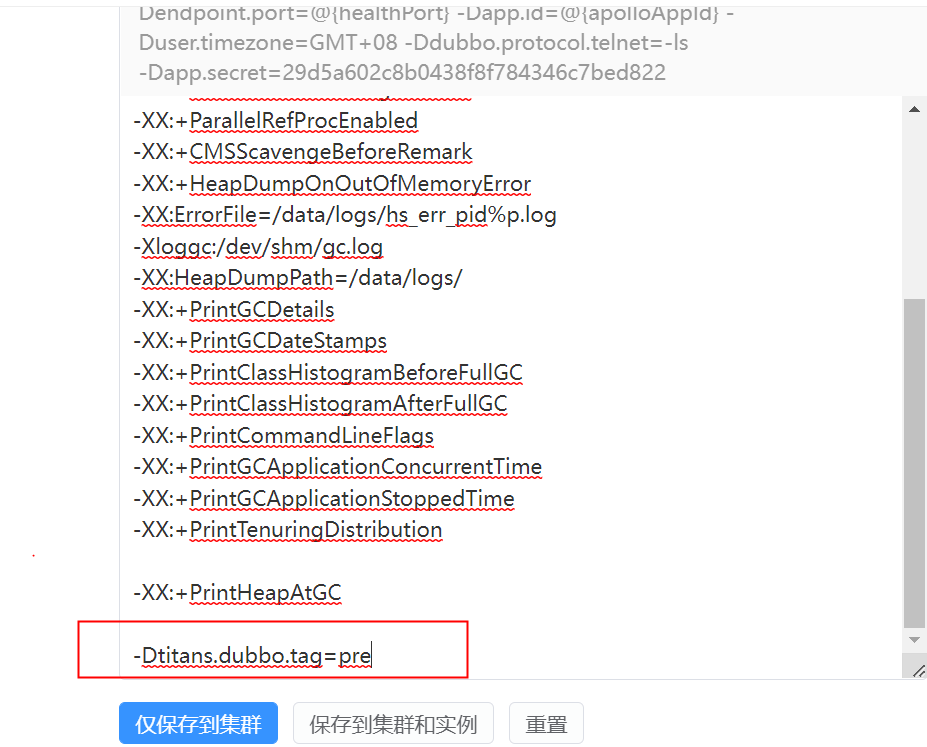 Dendpoint.port=@{healthPort} -Dapp.id=@{apolloAppId} -
Duser.timezone=GMT+08 -Ddubbo.protocol.telnet=-ls
-Dapp.secret=29d5a602c8b0438f8f784346c7bed822
-XX:+ParallelRefProcEnabled
-XX:+CMSScavengeBeforeRemark
-XX:+HeapDumpOnOutOfMemoryError
-XX:ErrorFile=/data/logs/hs_err_pid%p.log
-Xloggc:/dev/shm/gc.log
-XX:HeapDumpPath=/data/logs/
-XX:+PrintGCDetails
-XX:+PrintGCDateStamps
-XX:+PrintClassHistogramBeforeFullGC
-XX:+PrintClassHistogramAfterFullGC
-XX:+PrintCommandLineFlags
-XX:+PrintGCApplicationConcurrentTime
-XX:+PrintGCApplicationStoppedTime
-XX:+PrintTenuringDistribution
-XX:+PrintHeapAtGC
-Dtitans.dubbo.tag=pre
仅保存到集群 保存到集群和实例 重置